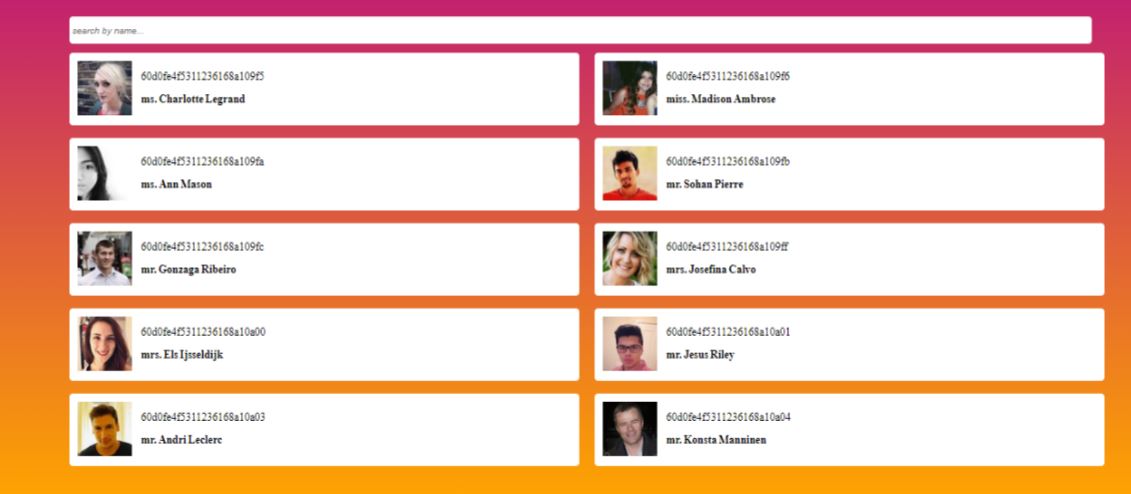 search by name...
60d0fe4f5311236168a109f5
ms. Charlotte Legrand
60d0fe4f5311236168a109f6
miss. Madison Ambrose
60d0fe4f5311236168a109fa
ms. Ann Mason
60d0fe4f5311236168a109fb
mr. Sohan Pierre
60d0fe4f5311236168a109fc
mr. Gonzaga Ribeiro
60d0fe4f5311236168a109ff
mrs. Josefina Calvo
60d0fe4f5311236168a10a00
mrs. Els Ijsseldijk
60d0fe4f5311236168a10a01
mr. Jesus Riley
60d0fe4f5311236168a10a03
mr. Andri Leclerc
60d0fe4f5311236168a10a04
mr. Konsta Manninen